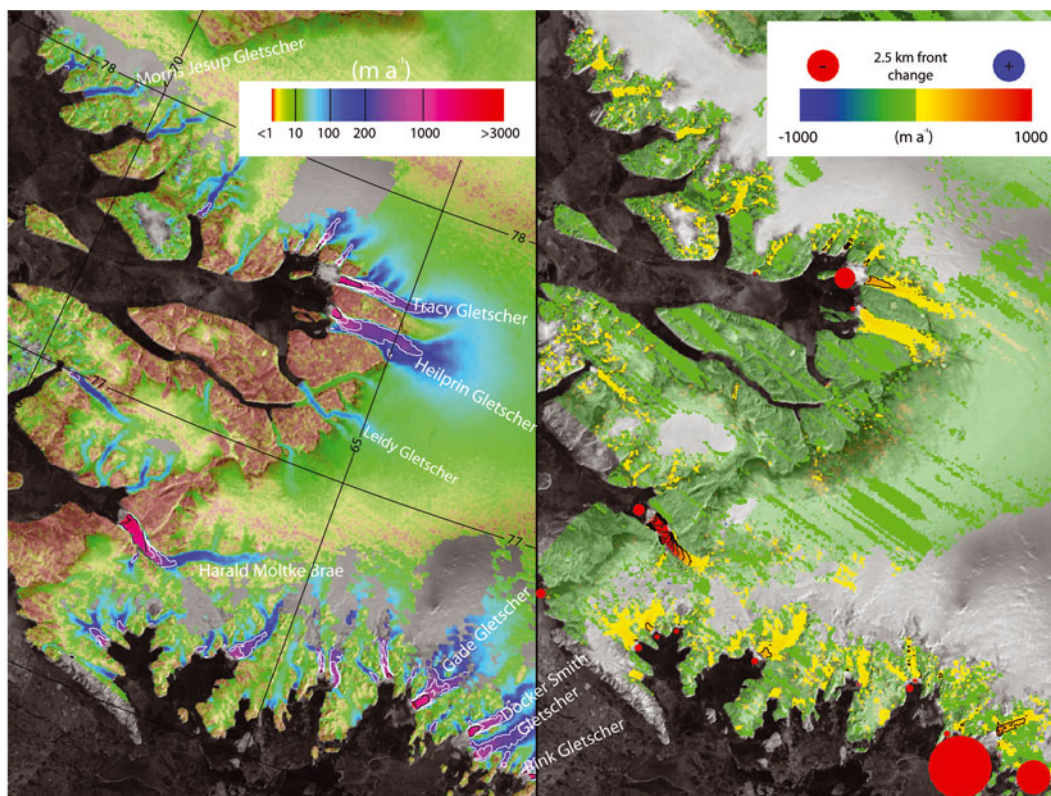 78
70
Morris Jesup Gletscher
(m a⁻¹)
<1 10 100 200 1000 >3000
78
Tracy Gletscher
Heilprin Gletscher
Leidy Gletscher
77
65
77
Harald Moltke Brae
Gade Gletscher
Docker Smith
Gletscher
Rink Gletscher
-
2.5 km front
change
+
-1000 (m a⁻¹) 1000